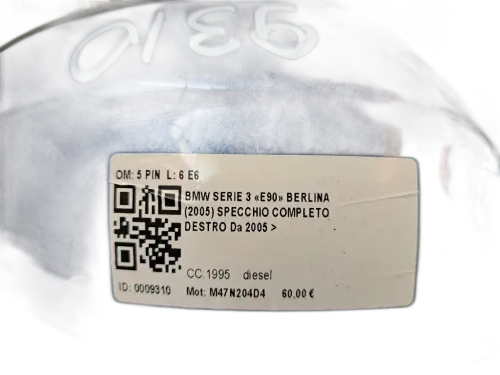 9310
OM: 5 PIN L: 6 E6
BMW SERIE 3 «E90» BERLINA
(2005) SPECCHIO COMPLETO
DESTRO Da 2005 >
CC.1995 diesel
ID: 0009310 Mot: M47N204D4 60,00 €